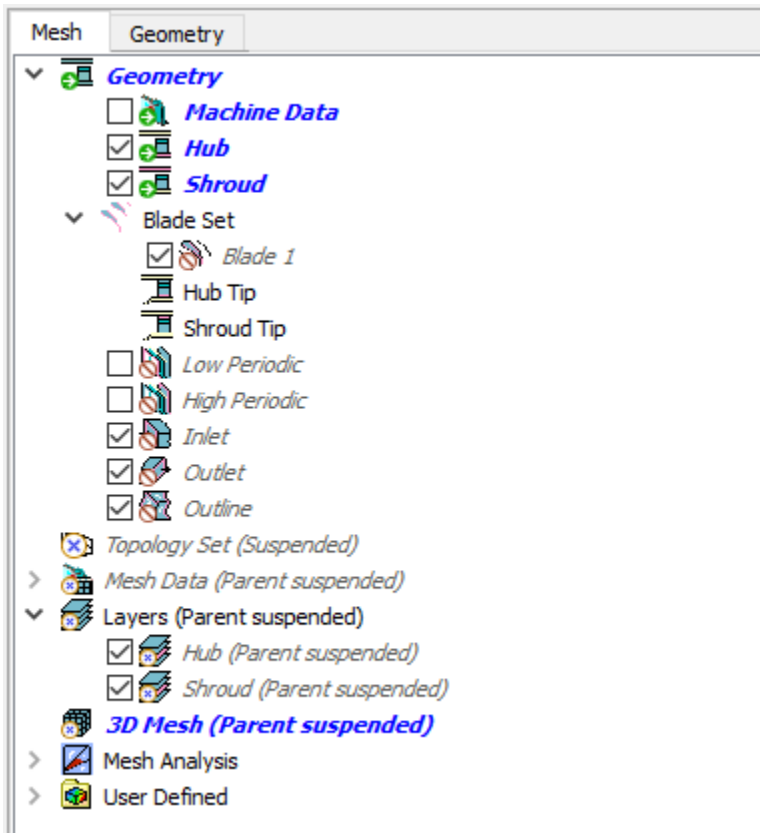 Mesh Geometry
Geometry
Machine Data
Hub
Shroud
Blade Set
Blade 1
Hub Tip
Shroud Tip
Low Periodic
High Periodic
Inlet
Outlet
Outline
Topology Set (Suspended)
Mesh Data (Parent suspended)
Layers (Parent suspended)
Hub (Parent suspended)
Shroud (Parent suspended)
3D Mesh (Parent suspended)
Mesh Analysis
User Defined